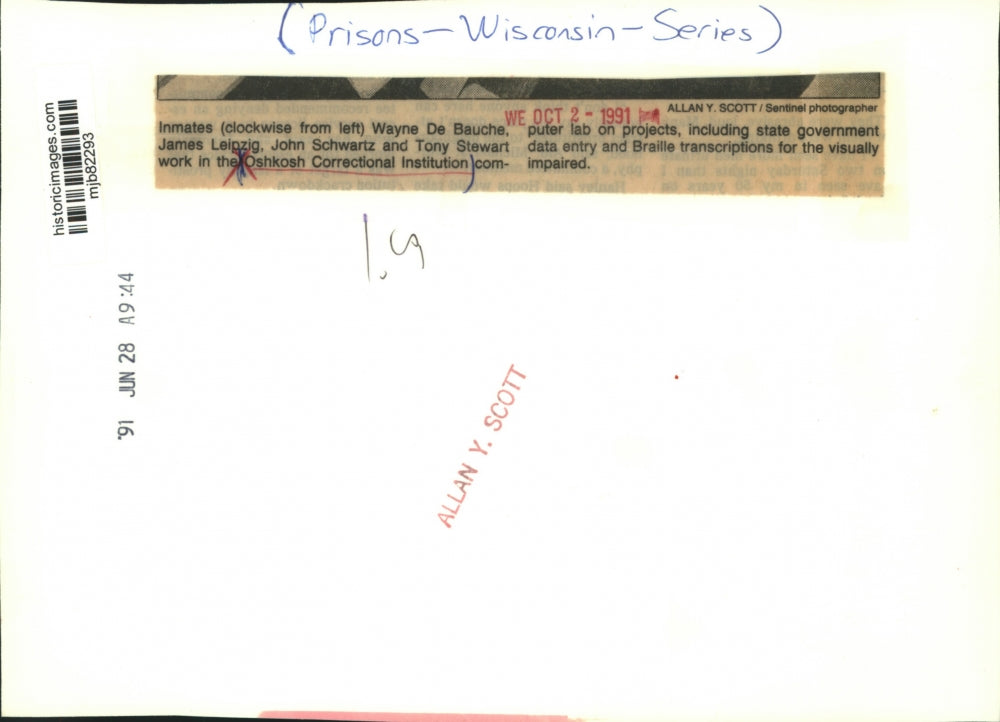 (Prisons - Wisconsin - Series)
historicimages.com
mjb82293
ALLAN Y. SCOTT / Sentinel photographer
WE OCT 2 - 1991
Inmates (clockwise from left) Wayne De Bauche,
James Leipzig, John Schwartz and Tony Stewart
work in the Oshkosh Correctional Institution com-
puter lab on projects, including state government
data entry and Braille transcriptions for the visually
impaired.
'91 JUN 28 A9:44
ALLAN Y. SCOTT